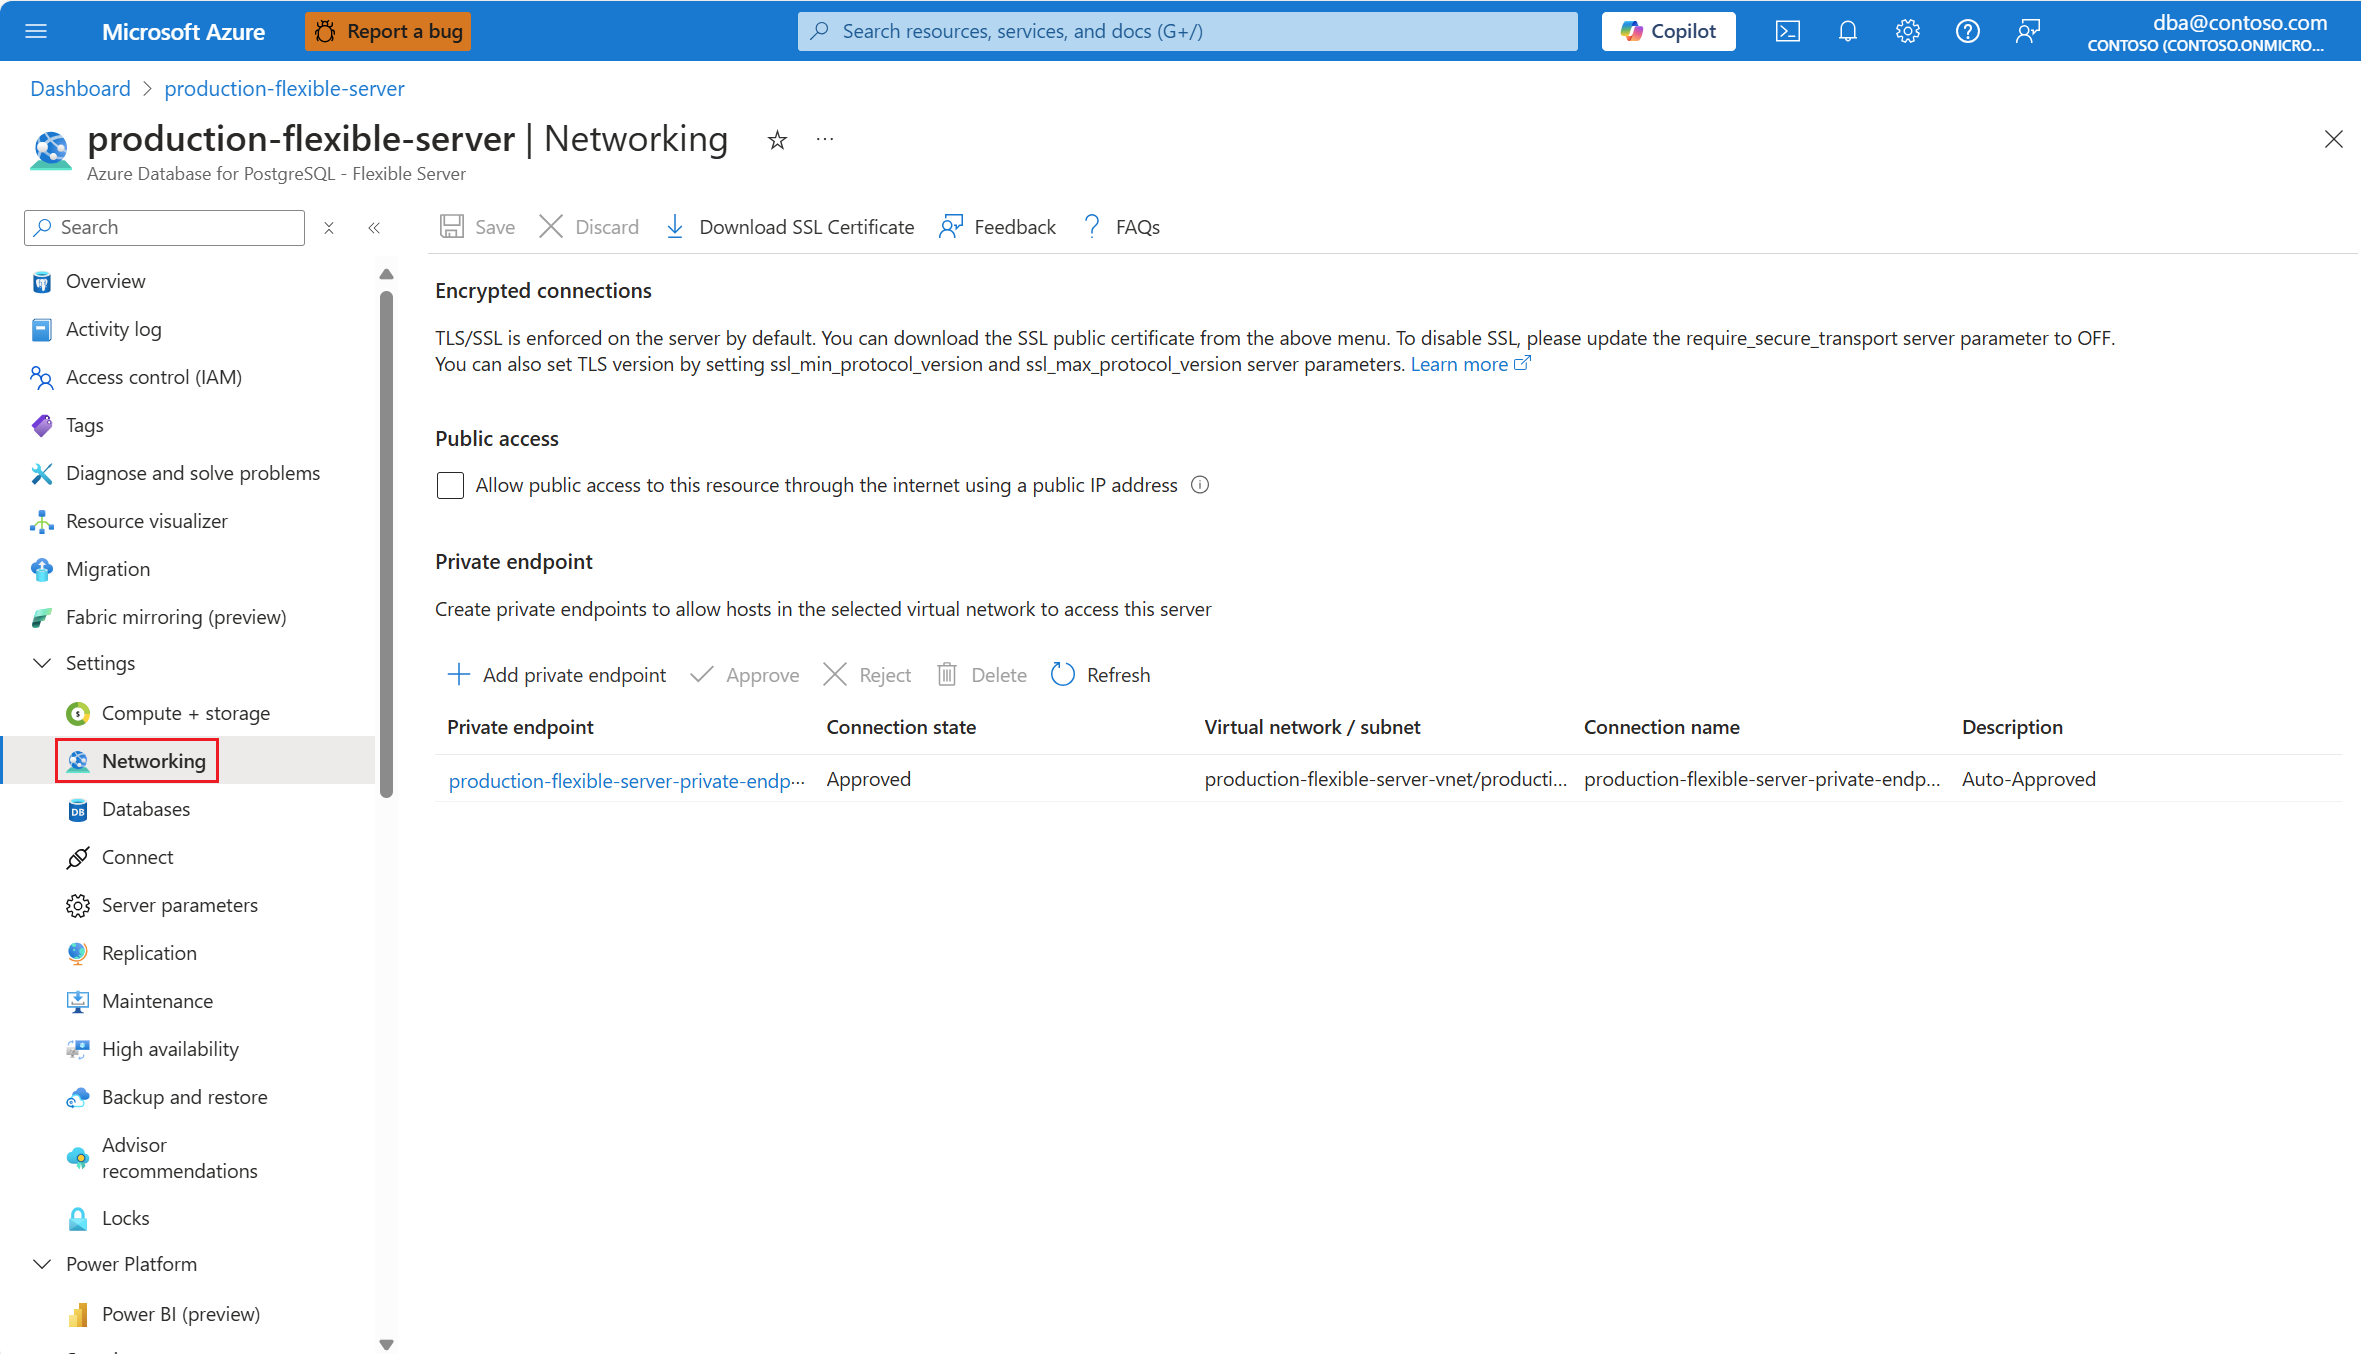 Microsoft Azure
Report a bug
Search resources, services, and docs (G+/)
Copilot
dba@contoso.com
CONTOSO (CONTOSO.ONMICRO...
Dashboard > production-flexible-server
production-flexible-server | Networking
Azure Database for PostgreSQL - Flexible Server
Search
Save
Discard
Download SSL Certificate
Feedback
FAQs
Overview
Activity log
Access control (IAM)
Tags
Diagnose and solve problems
Resource visualizer
Migration
Fabric mirroring (preview)
Settings
Compute + storage
Networking
Databases
Connect
Server parameters
Replication
Maintenance
High availability
Backup and restore
Advisor
recommendations
Locks
Power Platform
Power BI (preview)
Encrypted connections
TLS/SSL is enforced on the server by default. You can download the SSL public certificate from the above menu. To disable SSL, please update the require_secure_transport server parameter to OFF.
You can also set TLS version by setting ssl_min_protocol_version and ssl_max_protocol_version server parameters. Learn more
Public access
Allow public access to this resource through the internet using a public IP address
Private endpoint
Create private endpoints to allow hosts in the selected virtual network to access this server
Add private endpoint
Approve
Reject
Delete
Refresh
Private endpoint Connection state Virtual network / subnet Connection name Description
production-flexible-server-private-endp... Approved production-flexible-server-vnet/producti... production-flexible-server-private-endp... Auto-Approved